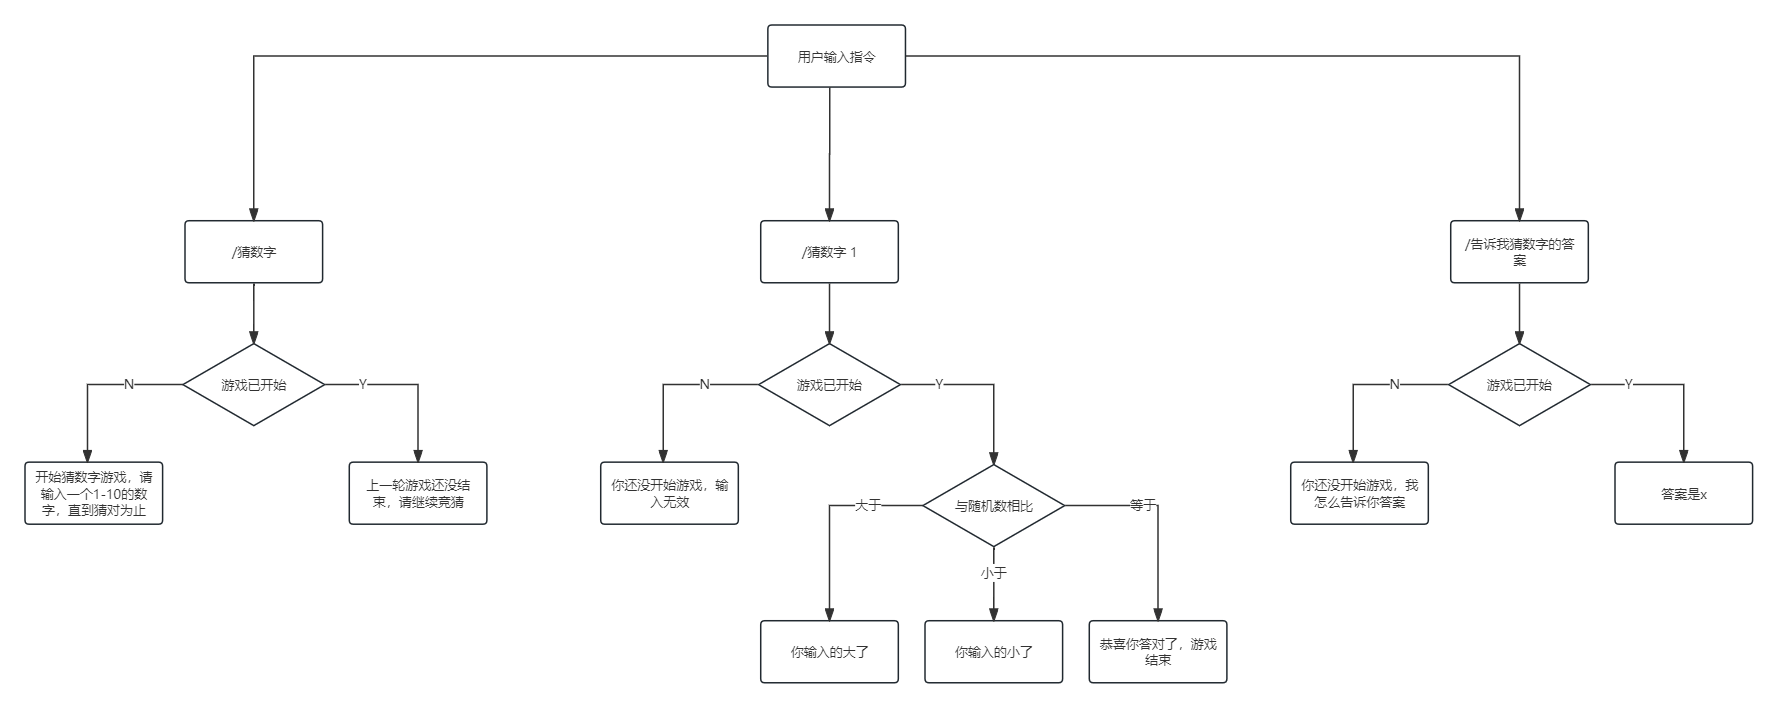 用户输入指令
/猜数字
/猜数字 1
/告诉我猜数字的答
案
游戏已开始
游戏已开始
游戏已开始
N
Y
N
Y
N
Y
开始猜数字游戏，请
输入一个1-10的数
字，直到猜对为止
上一轮游戏还没结
束，请继续竞猜
你还没开始游戏，输
入无效
与随机数相比
大于
等于
小于
你还没开始游戏，我
怎么告诉你答案
答案是x
你输入的大了
你输入的小了
恭喜你答对了，游戏
结束